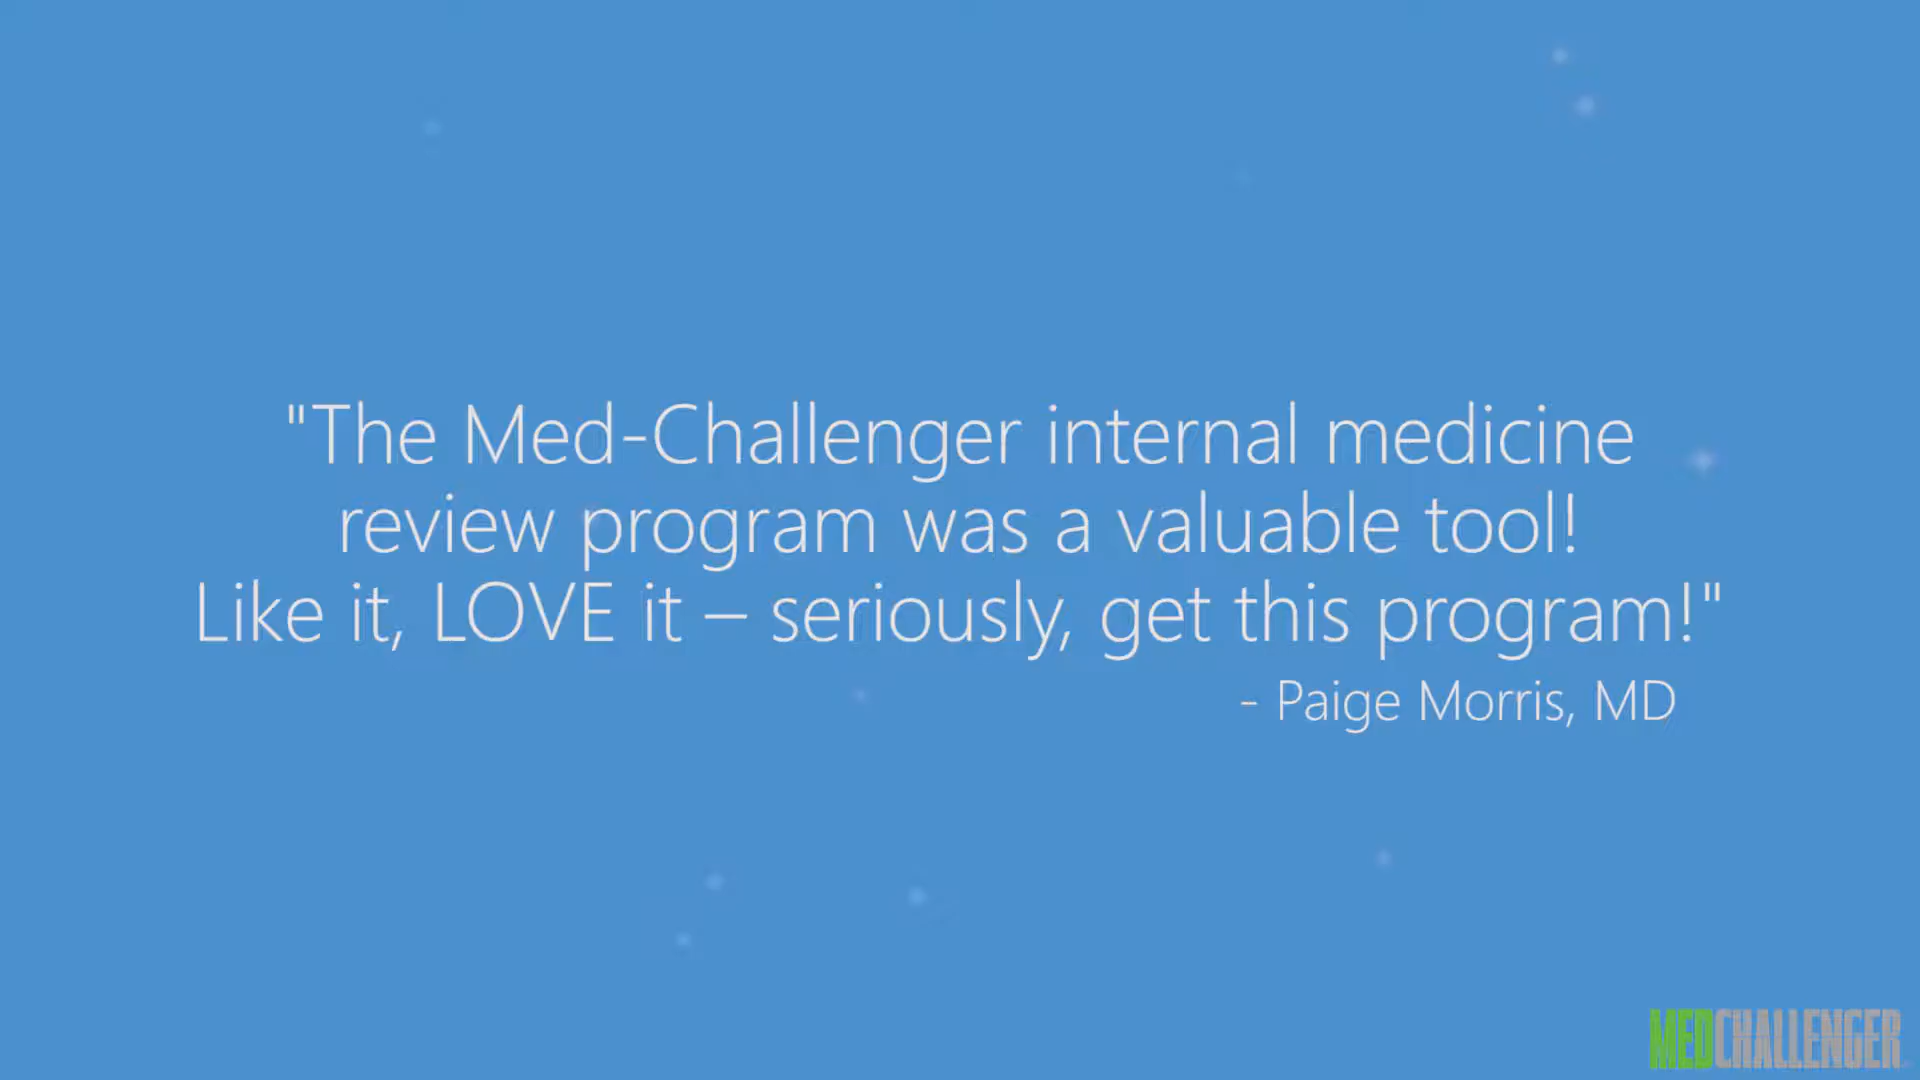 "The Med-Challenger internal medicine
review program was a valuable tool!
Like it, LOVE it – seriously, get this program!"
- Paige Morris, MD
MEDCHALLENGER